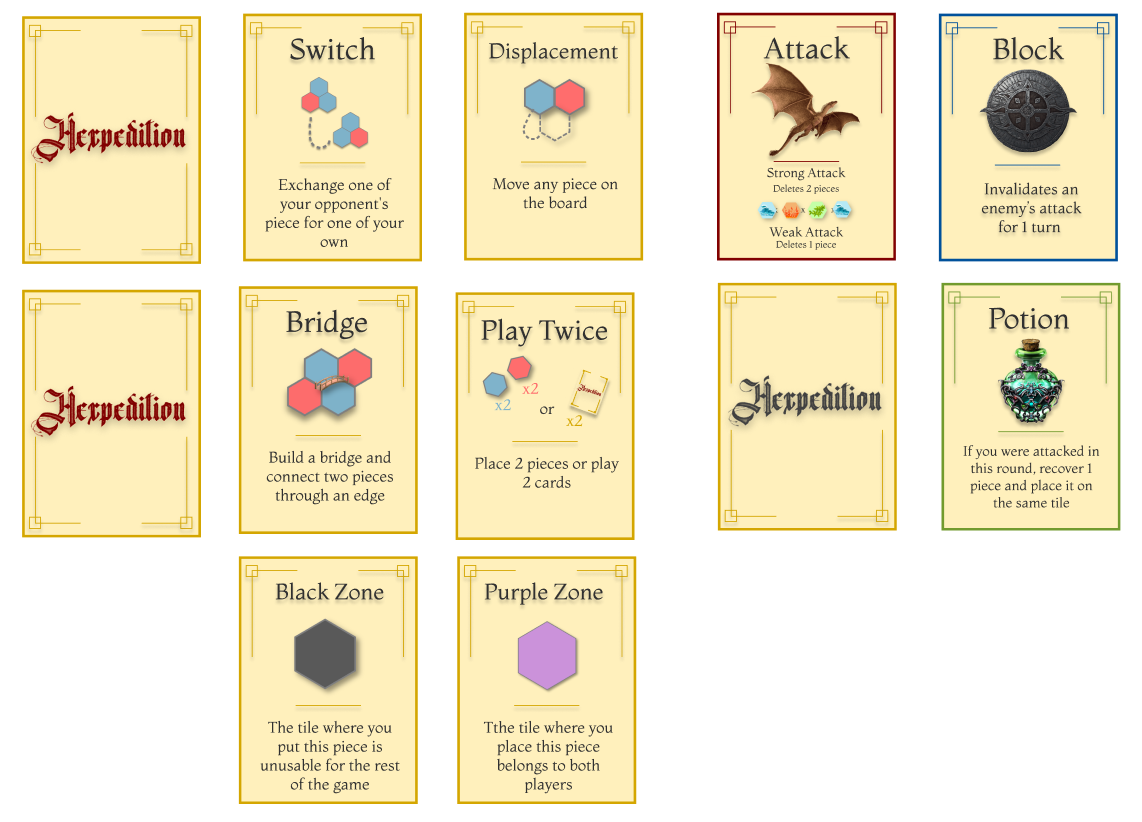 Hexpedition
Switch
Exchange one of
your opponent's
piece for one of your
own
Displacement
Move any piece on
the board
Attack
Strong Attack
Deletes 2 pieces
Weak Attack
Deletes 1 piece
Block
Invalidates an
enemy's attack
for 1 turn
Hexpedition
Bridge
Build a bridge and
connect two pieces
through an edge
Play Twice
x2
x2
or
Hexpedition
x2
Place 2 pieces or play
2 cards
Hexpedition
Potion
If you were attacked in
this round, recover 1
piece and place it on
the same tile
Black Zone
The tile where you
put this piece is
unusable for the rest
of the game
Purple Zone
Tthe tile where you
place this piece
belongs to both
players